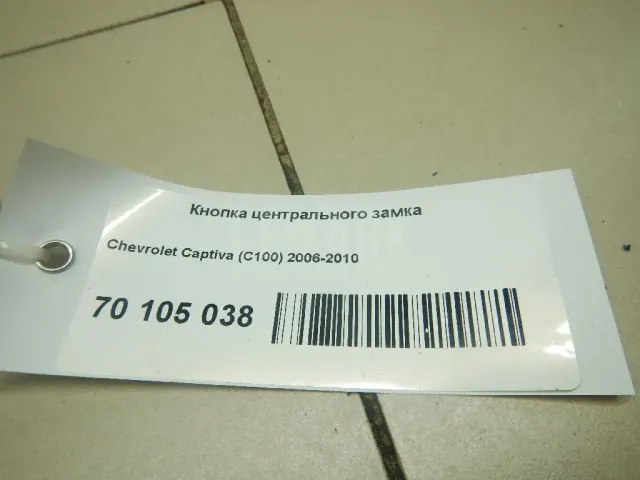 Кнопка центрального замка
Chevrolet Captiva (C100) 2006-2010
70 105 038